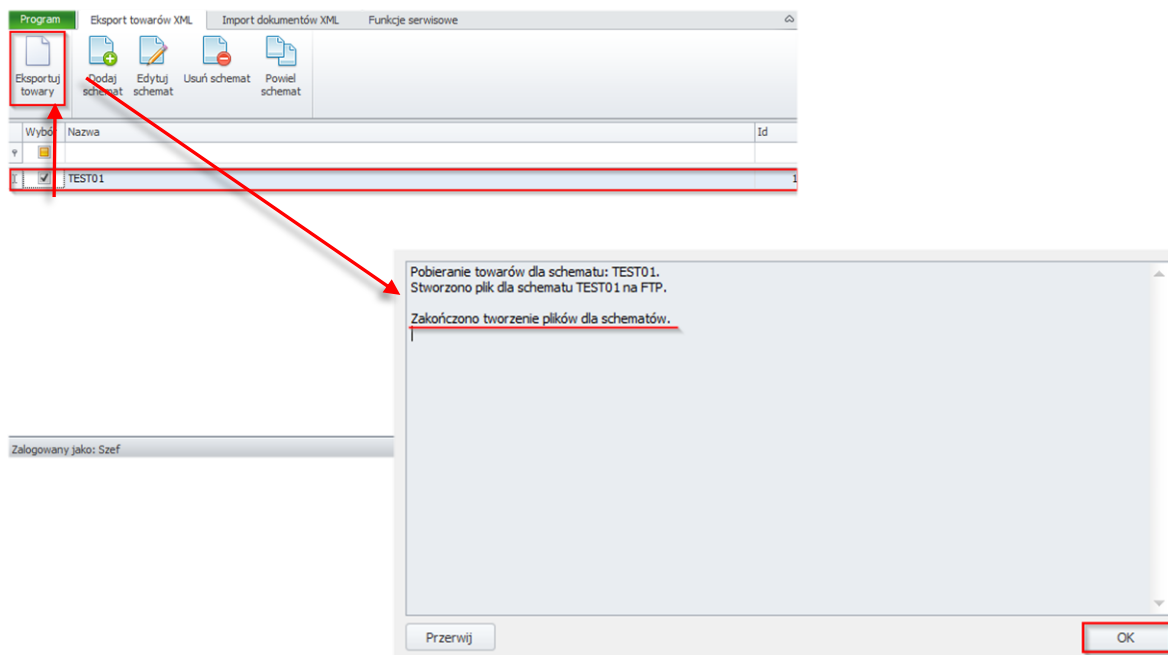 Program Eksport towarów XML Import dokumentów XML Funkcje serwisowe
Eksportuj towary
Dodaj schemat
Edytuj schemat
Usuń schemat
Powiel schemat
Wybór Nazwa Id
TEST01 1
Pobieranie towarów dla schematu: TEST01.
Stworzono plik dla schematu TEST01 na FTP.
Zakończono tworzenie plików dla schematów.
Zalogowany jako: Szef
Przerwij OK